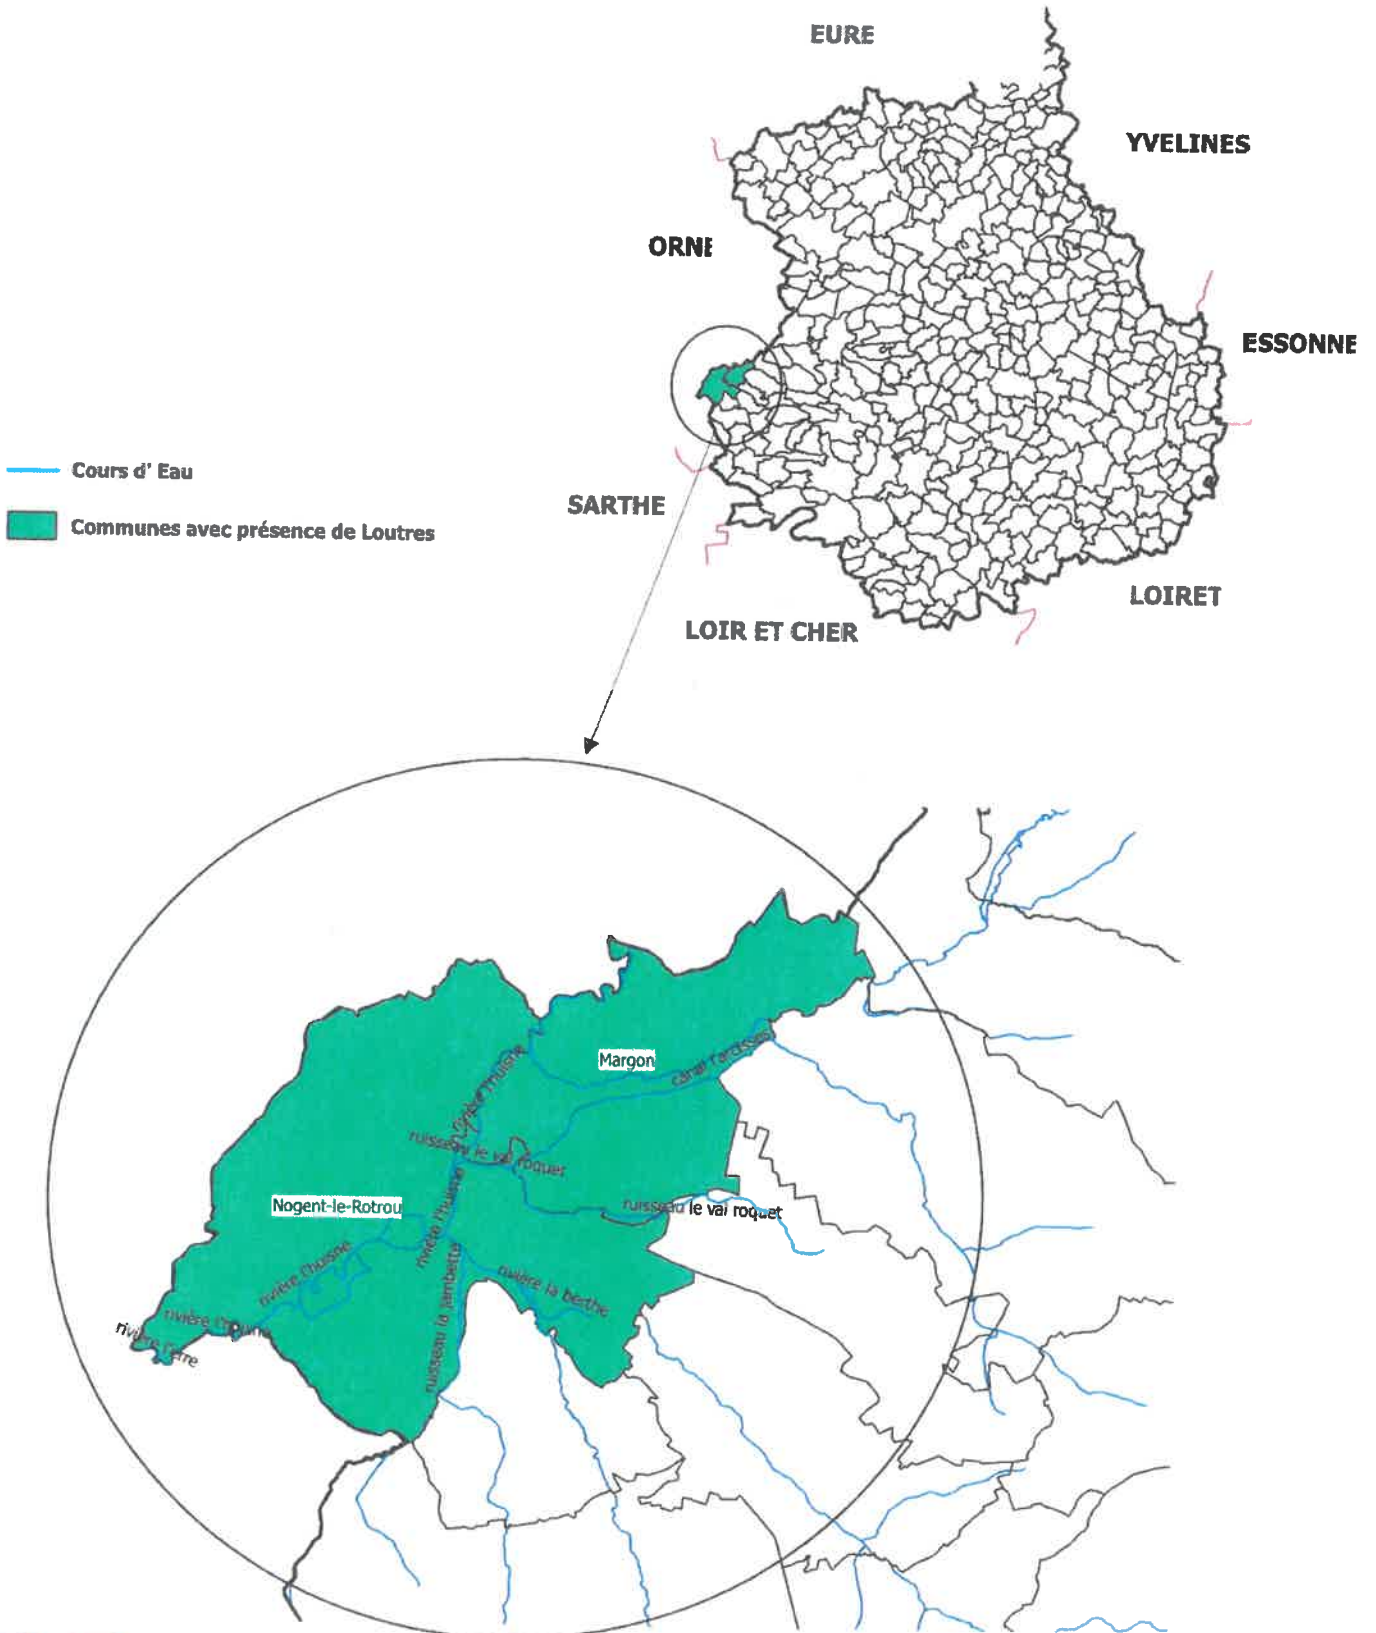 EURE
YVELINES
ORNE
ESSONNE
Cours d' Eau
SARTHE
Communes avec présence de Loutres
LOIRET
LOIR ET CHER
Margon
canal l'arcisses
rivière l'huisne
ruisseau le val roquet
Nogent-le-Rotrou
rivière l'huisne
ruisseau le val roquet
rivière l'huisne
rivière la berthe
ruisseau la jambette
rivière l'huisne
rivière l'erre